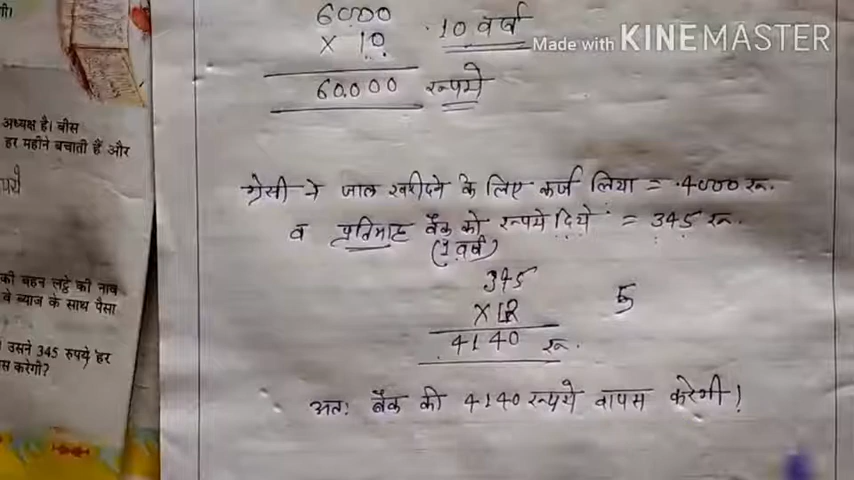 गी।
6000
× 10
10 वर्ष
Made with KINEMASTER
60000 रूपये
अध्यक्ष है। बीस
हर महीने बचाती हैं और
पये
ग्रेसी ने जाल खरीदने के लिए कर्ज लिया = 4000 रू.
व प्रतिमाह बैंक को रूपये दिये = 345 रू.
(1 वर्ष)
की बहन लट्ठे की नाव
वे ब्याज के साथ पैसा
345
×12
5
4140 रू.
उसने 345 रुपये हर
स करेगी?
अतः बैंक की 4140 रूपये वापस करेगी।